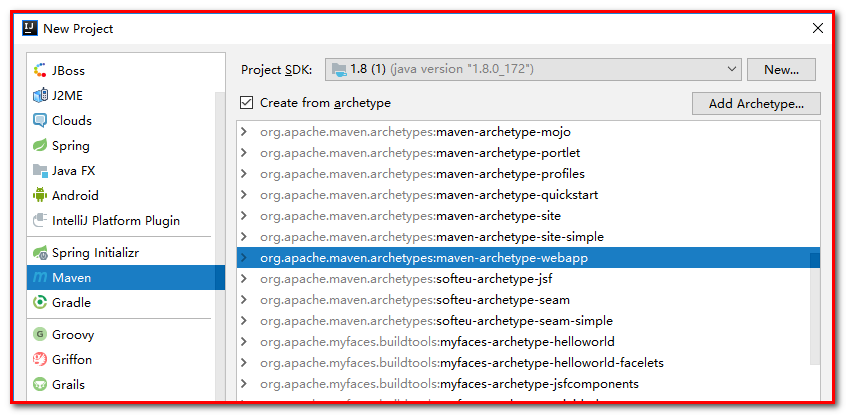 New Project
JBoss
J2ME
Clouds
Spring
Java FX
Android
IntelliJ Platform Plugin
Spring Initializr
Maven
Gradle
Groovy
Griffon
Grails
Project SDK: 1.8 (1) (java version "1.8.0_172") New...
Create from archetype Add Archetype...
org.apache.maven.archetypes:maven-archetype-mojo
org.apache.maven.archetypes:maven-archetype-portlet
org.apache.maven.archetypes:maven-archetype-profiles
org.apache.maven.archetypes:maven-archetype-quickstart
org.apache.maven.archetypes:maven-archetype-site
org.apache.maven.archetypes:maven-archetype-site-simple
org.apache.maven.archetypes:maven-archetype-webapp
org.apache.maven.archetypes:softeu-archetype-jsf
org.apache.maven.archetypes:softeu-archetype-seam
org.apache.maven.archetypes:softeu-archetype-seam-simple
org.apache.myfaces.buildtools:myfaces-archetype-helloworld
org.apache.myfaces.buildtools:myfaces-archetype-helloworld-facelets
org.apache.myfaces.buildtools:myfaces-archetype-jsfcomponents